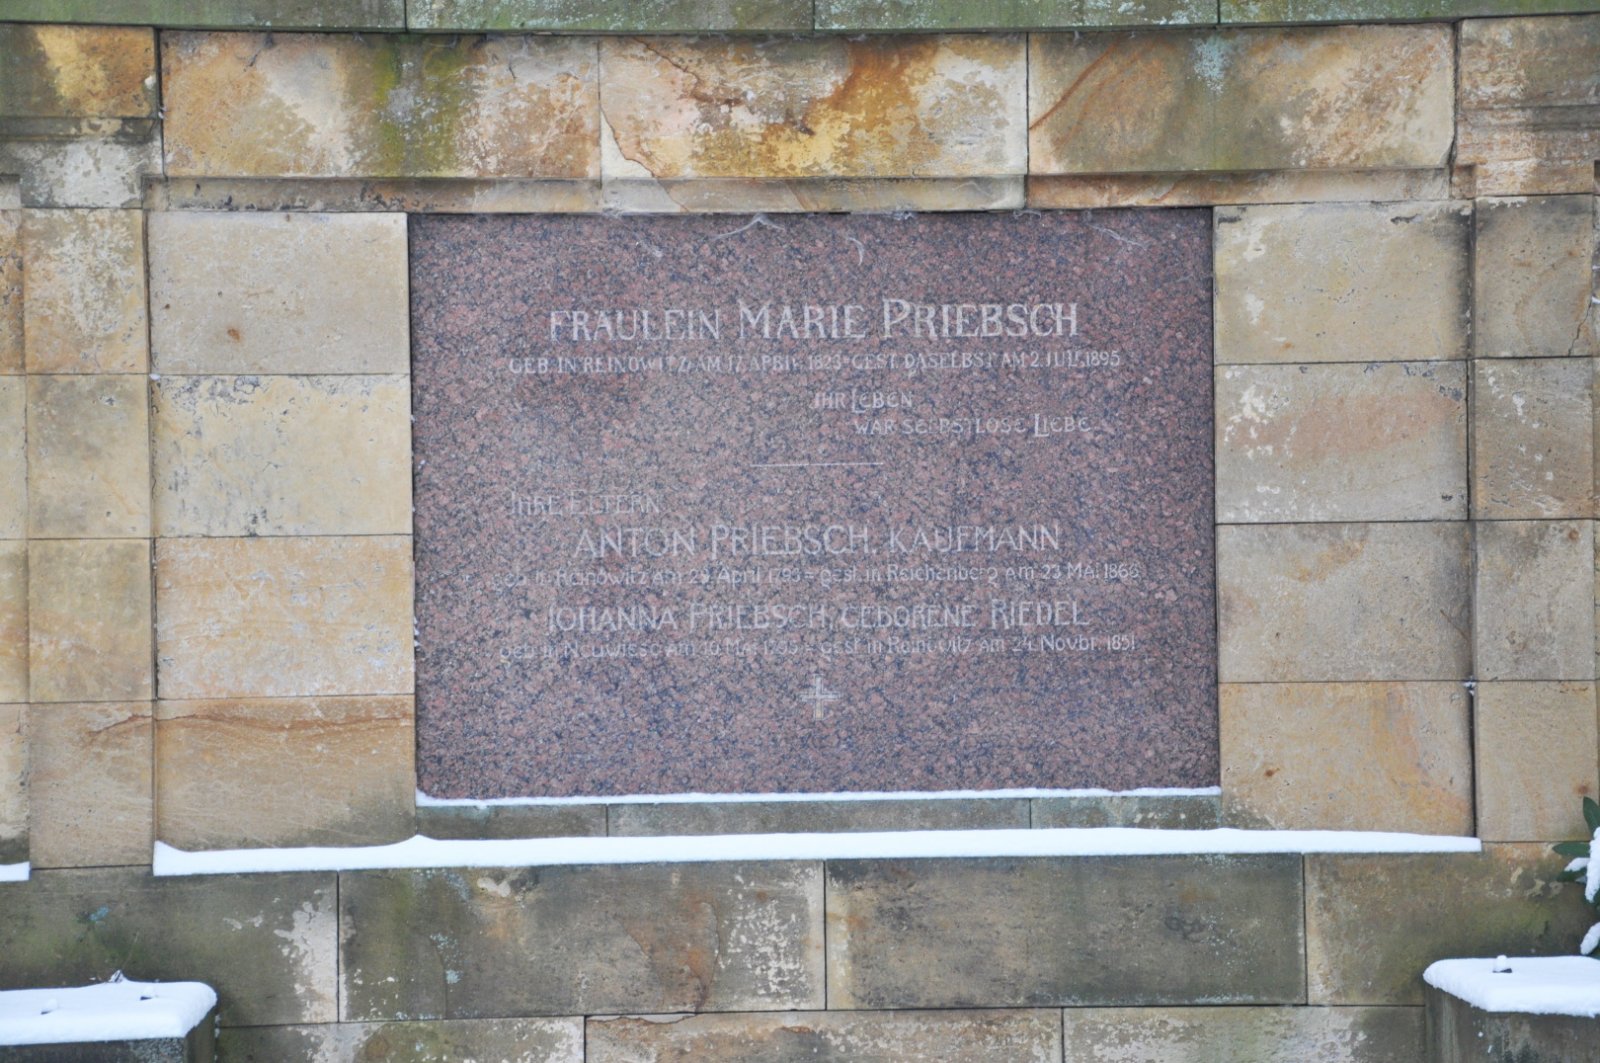 FRÄULEIN MARIE PRIEBSCH
GEB. IN REINOWITZ AM 17. APRIL 1823 - GEST. DASELBST AM 2. JULI 1895
IHR LEBEN
WAR SELBSTLOSE LIEBE
IHRE ELTERN
ANTON PRIEBSCH, KAUFMANN
geb. in Reinowitz am April 1793 - gest. in Reichenberg am 23. Mai 1866
JOHANNA PRIEBSCH, GEBORENE RIEDEL
geb. in Neuwiese am 10. Mai 1795 - gest. in Reinowitz am 24. Novbr. 1851